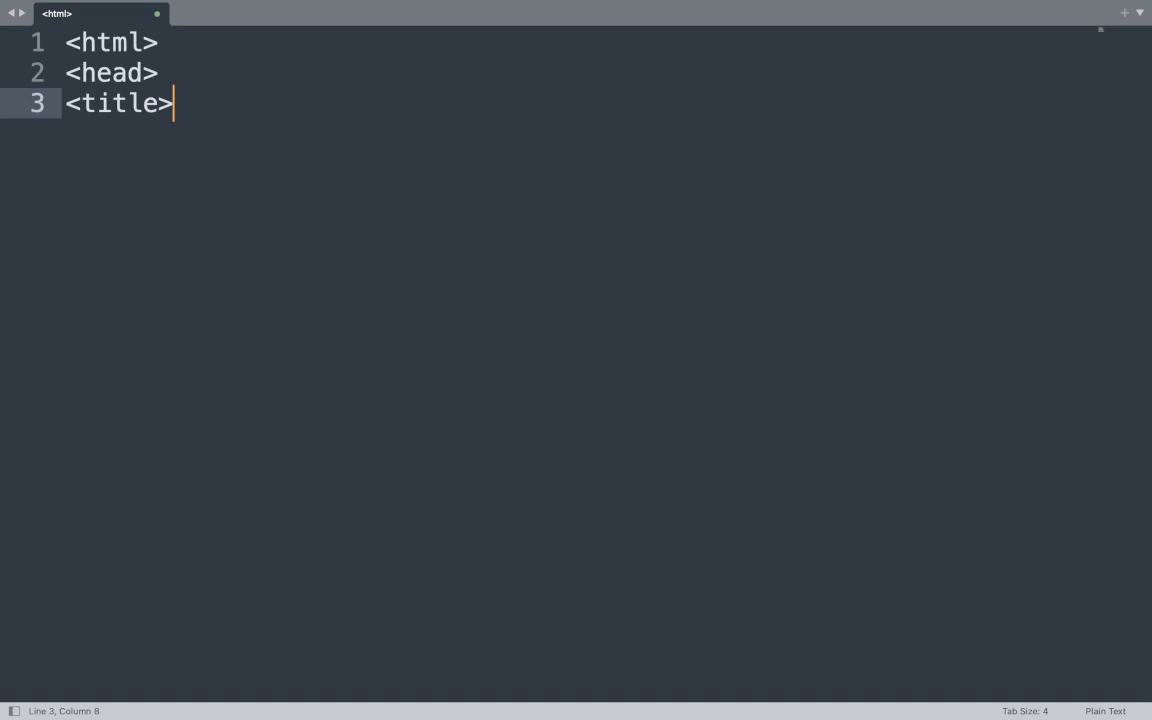 <html>
1 <html>
2 <head>
3 <title>
Line 3, Column 8
Tab Size: 4
Plain Text